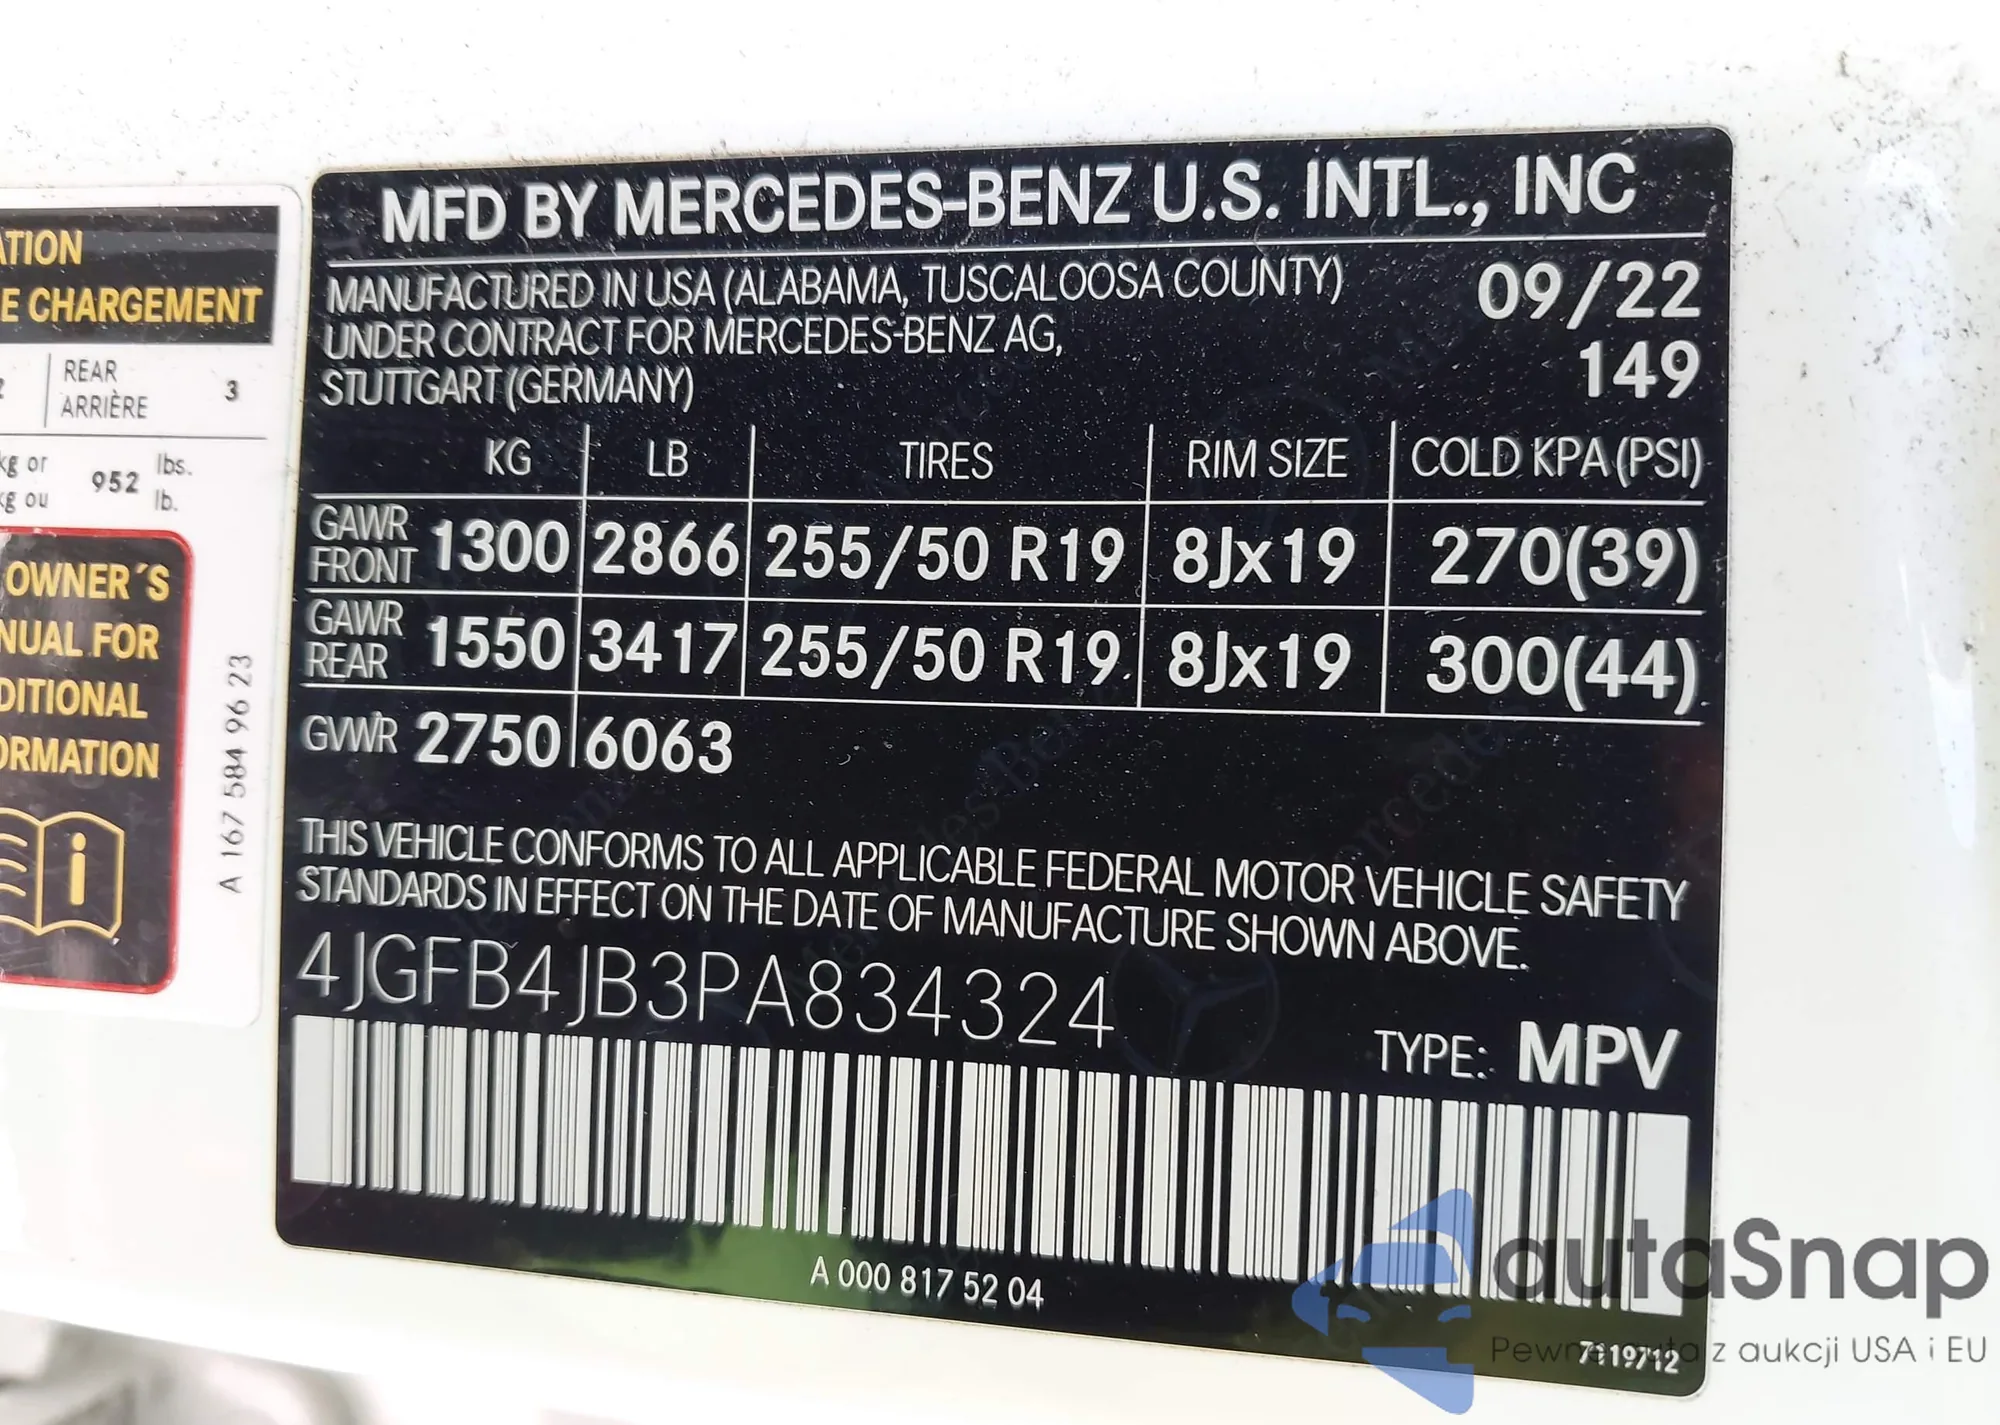 ATION
E CHARGEMENT
REAR
ARRIÈRE
3
kg or
kg ou
952
lbs.
lb.
OWNER´S
NUAL FOR
DITIONAL
ORMATION
A 167 584 96 23
MFD BY MERCEDES-BENZ U.S. INTL., INC
MANUFACTURED IN USA (ALABAMA, TUSCALOOSA COUNTY) 09/22
UNDER CONTRACT FOR MERCEDES-BENZ AG,
STUTTGART (GERMANY) 149
KG LB TIRES RIM SIZE COLD KPA (PSI)
GAWR
FRONT 1300 2866 255/50 R19 8Jx19 270(39)
GAWR
REAR 1550 3417 255/50 R19 8Jx19 300(44)
GVWR 2750 6063
THIS VEHICLE CONFORMS TO ALL APPLICABLE FEDERAL MOTOR VEHICLE SAFETY
STANDARDS IN EFFECT ON THE DATE OF MANUFACTURE SHOWN ABOVE.
4JGFB4JB3PA834324
TYPE: MPV
A 000 817 52 04
autaSnap
Pewne auta z aukcji USA i EU